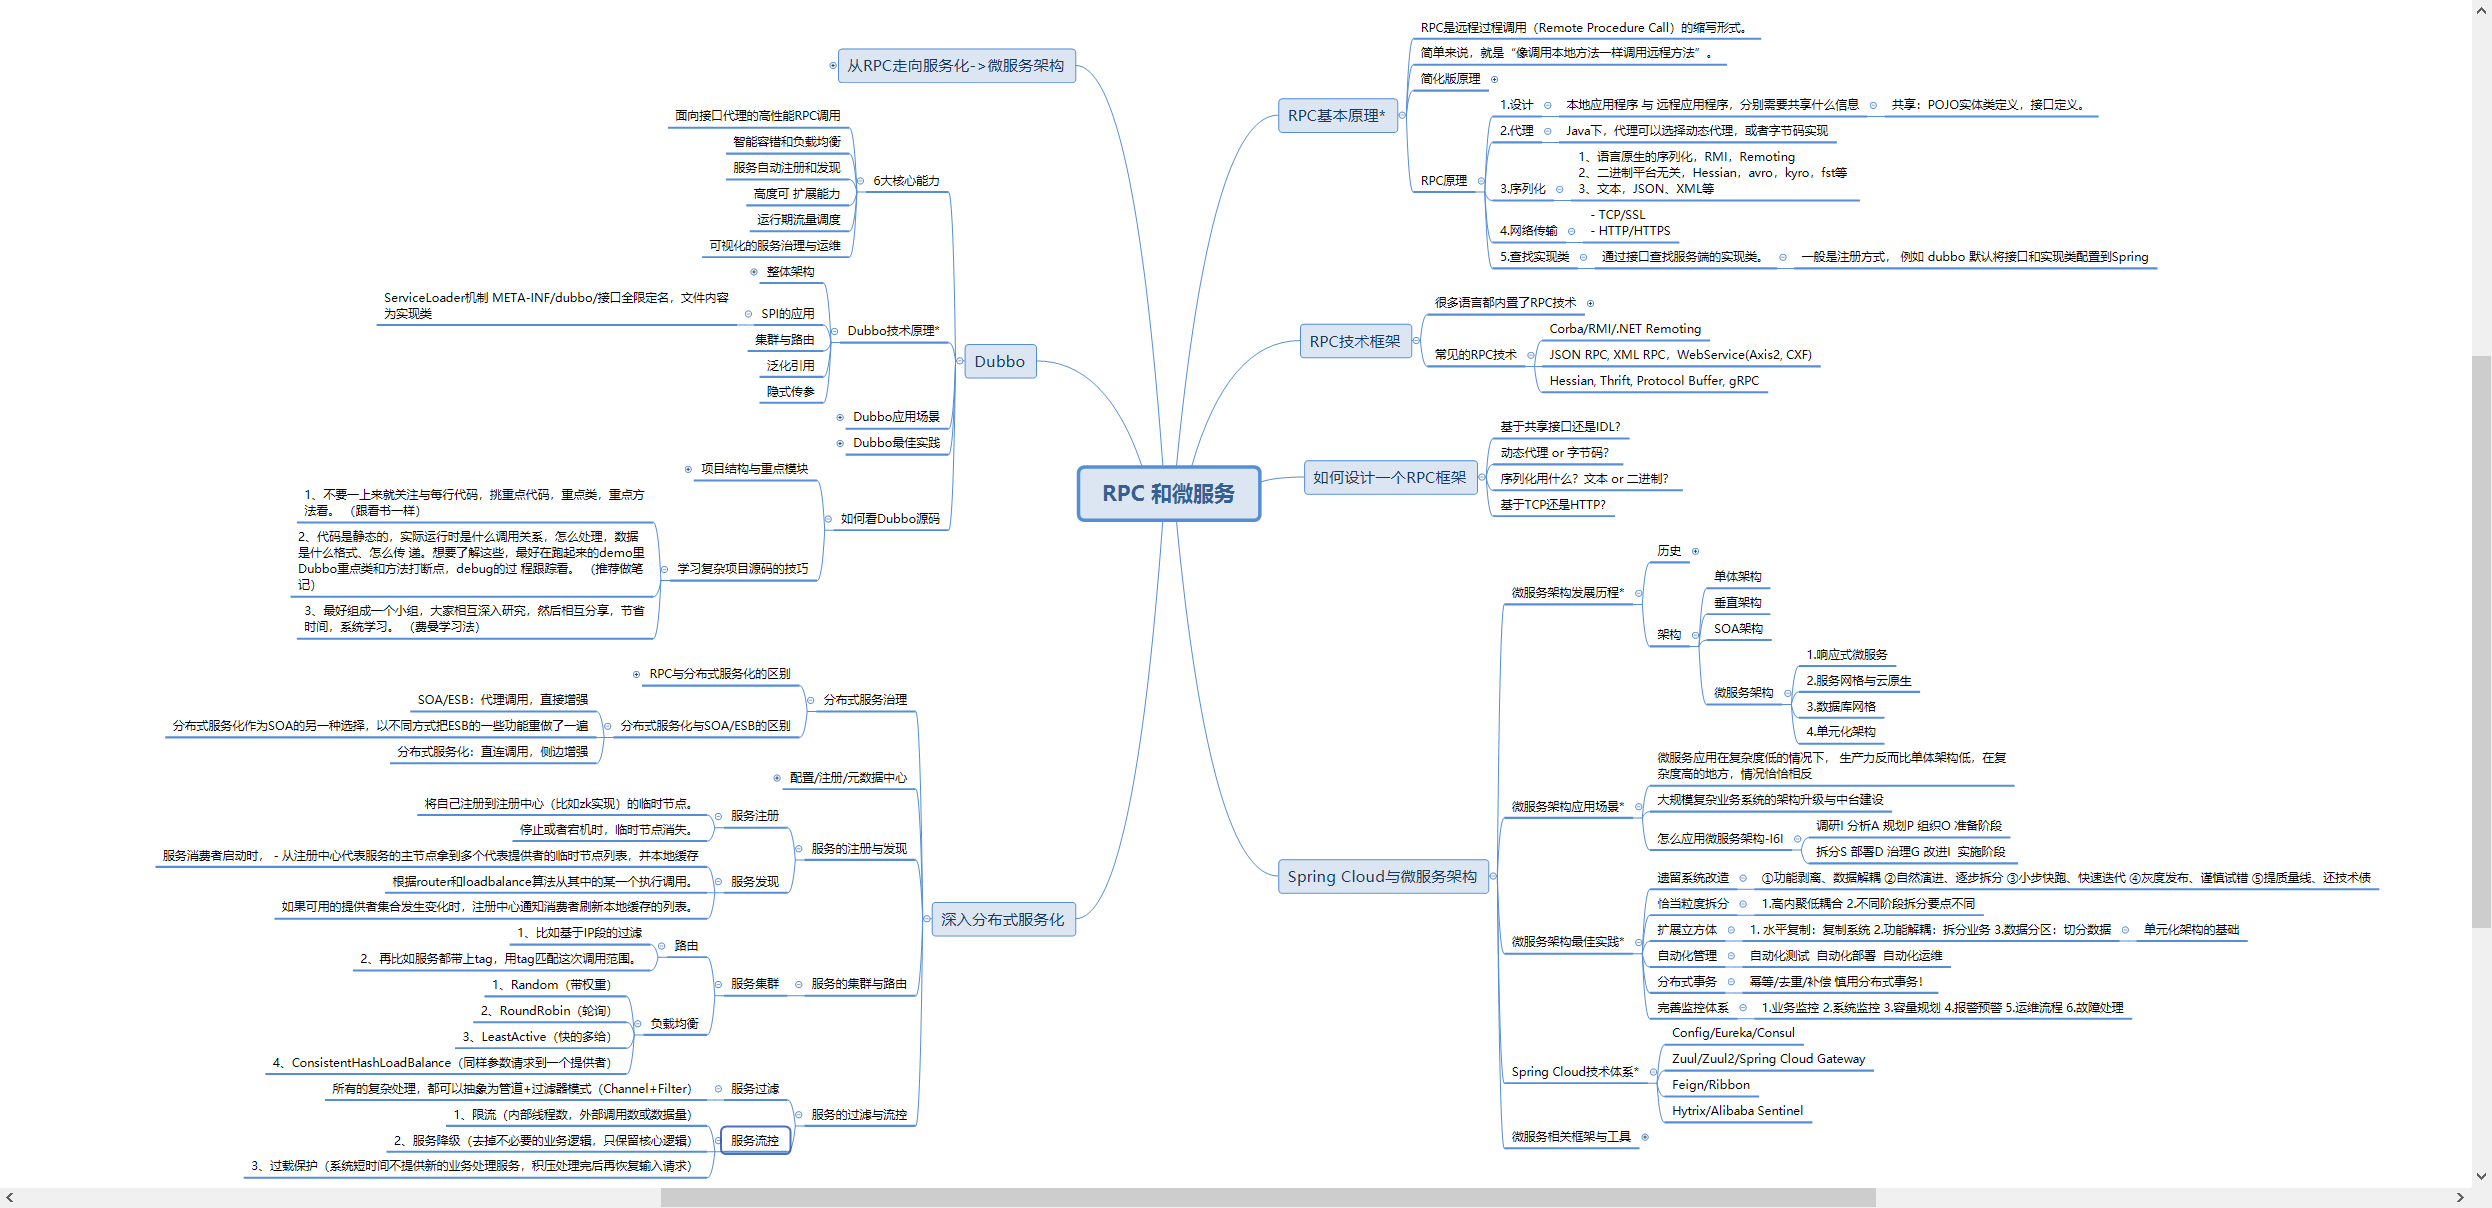 RPC 和微服务
RPC基本原理*
RPC是远程过程调用（Remote Procedure Call）的缩写形式。
简单来说，就是“像调用本地方法一样调用远程方法”。
简化版原理
RPC原理
1.设计
本地应用程序 与 远程应用程序，分别需要共享什么信息
共享：POJO实体类定义，接口定义。
2.代理
Java下，代理可以选择动态代理，或者字节码实现
3.序列化
1、语言原生的序列化，RMI，Remoting
2、二进制平台无关，Hessian，avro，kyro，fst等
3、文本，JSON、XML等
4.网络传输
- TCP/SSL
- HTTP/HTTPS
5.查找实现类
通过接口查找服务端的实现类。
一般是注册方式， 例如 dubbo 默认将接口和实现类配置到Spring
RPC技术框架
很多语言都内置了RPC技术
常见的RPC技术
Corba/RMI/.NET Remoting
JSON RPC, XML RPC，WebService(Axis2, CXF)
Hessian, Thrift, Protocol Buffer, gRPC
如何设计一个RPC框架
基于共享接口还是IDL？
动态代理 or 字节码？
序列化用什么？文本 or 二进制？
基于TCP还是HTTP？
Spring Cloud与微服务架构
微服务架构发展历程*
历史
架构
单体架构
垂直架构
SOA架构
微服务架构
1.响应式微服务
2.服务网格与云原生
3.数据库网格
4.单元化架构
微服务架构应用场景*
微服务应用在复杂度低的情况下， 生产力反而比单体架构低，在复
杂度高的地方，情况恰恰相反
大规模复杂业务系统的架构升级与中台建设
怎么应用微服务架构-I6I
调研I 分析A 规划P 组织O 准备阶段
拆分S 部署D 治理G 改进I  实施阶段
微服务架构最佳实践*
遗留系统改造
①功能剥离、数据解耦 ②自然演进、逐步拆分 ③小步快跑、快速迭代 ④灰度发布、谨慎试错 ⑤提质量线、还技术债
恰当粒度拆分
1.高内聚低耦合 2.不同阶段拆分要点不同
扩展立方体
1. 水平复制：复制系统 2.功能解耦：拆分业务 3.数据分区：切分数据
单元化架构的基础
自动化管理
自动化测试  自动化部署  自动化运维
分布式事务
幂等/去重/补偿 慎用分布式事务！
完善监控体系
1.业务监控 2.系统监控 3.容量规划 4.报警预警 5.运维流程 6.故障处理
Spring Cloud技术体系*
Config/Eureka/Consul
Zuul/Zuul2/Spring Cloud Gateway
Feign/Ribbon
Hytrix/Alibaba Sentinel
微服务相关框架与工具
从RPC走向服务化->微服务架构
Dubbo
6大核心能力
面向接口代理的高性能RPC调用
智能容错和负载均衡
服务自动注册和发现
高度可 扩展能力
运行期流量调度
可视化的服务治理与运维
Dubbo技术原理*
整体架构
SPI的应用
ServiceLoader机制 META-INF/dubbo/接口全限定名，文件内容
为实现类
集群与路由
泛化引用
隐式传参
Dubbo应用场景
Dubbo最佳实践
如何看Dubbo源码
项目结构与重点模块
学习复杂项目源码的技巧
1、不要一上来就关注与每行代码，挑重点代码，重点类，重点方
法看。 （跟看书一样）
2、代码是静态的，实际运行时是什么调用关系，怎么处理，数据
是什么格式、怎么传 递。想要了解这些，最好在跑起来的demo里
Dubbo重点类和方法打断点，debug的过 程跟踪看。 （推荐做笔
记）
3、最好组成一个小组，大家相互深入研究，然后相互分享，节省
时间，系统学习。 （费曼学习法）
深入分布式服务化
分布式服务治理
RPC与分布式服务化的区别
分布式服务化与SOA/ESB的区别
SOA/ESB：代理调用，直接增强
分布式服务化作为SOA的另一种选择，以不同方式把ESB的一些功能重做了一遍
分布式服务化：直连调用，侧边增强
配置/注册/元数据中心
服务的注册与发现
服务注册
将自己注册到注册中心（比如zk实现）的临时节点。
停止或者宕机时，临时节点消失。
服务发现
服务消费者启动时， - 从注册中心代表服务的主节点拿到多个代表提供者的临时节点列表，并本地缓存
根据router和loadbalance算法从其中的某一个执行调用。
如果可用的提供者集合发生变化时，注册中心通知消费者刷新本地缓存的列表。
服务的集群与路由
服务集群
路由
1、比如基于IP段的过滤
2、再比如服务都带上tag，用tag匹配这次调用范围。
负载均衡
1、Random（带权重）
2、RoundRobin（轮询）
3、LeastActive（快的多给）
4、ConsistentHashLoadBalance（同样参数请求到一个提供者）
服务的过滤与流控
服务过滤
所有的复杂处理，都可以抽象为管道+过滤器模式（Channel+Filter）
服务流控
1、限流（内部线程数，外部调用数或数据量）
2、服务降级（去掉不必要的业务逻辑，只保留核心逻辑）
3、过载保护（系统短时间不提供新的业务处理服务，积压处理完后再恢复输入请求）